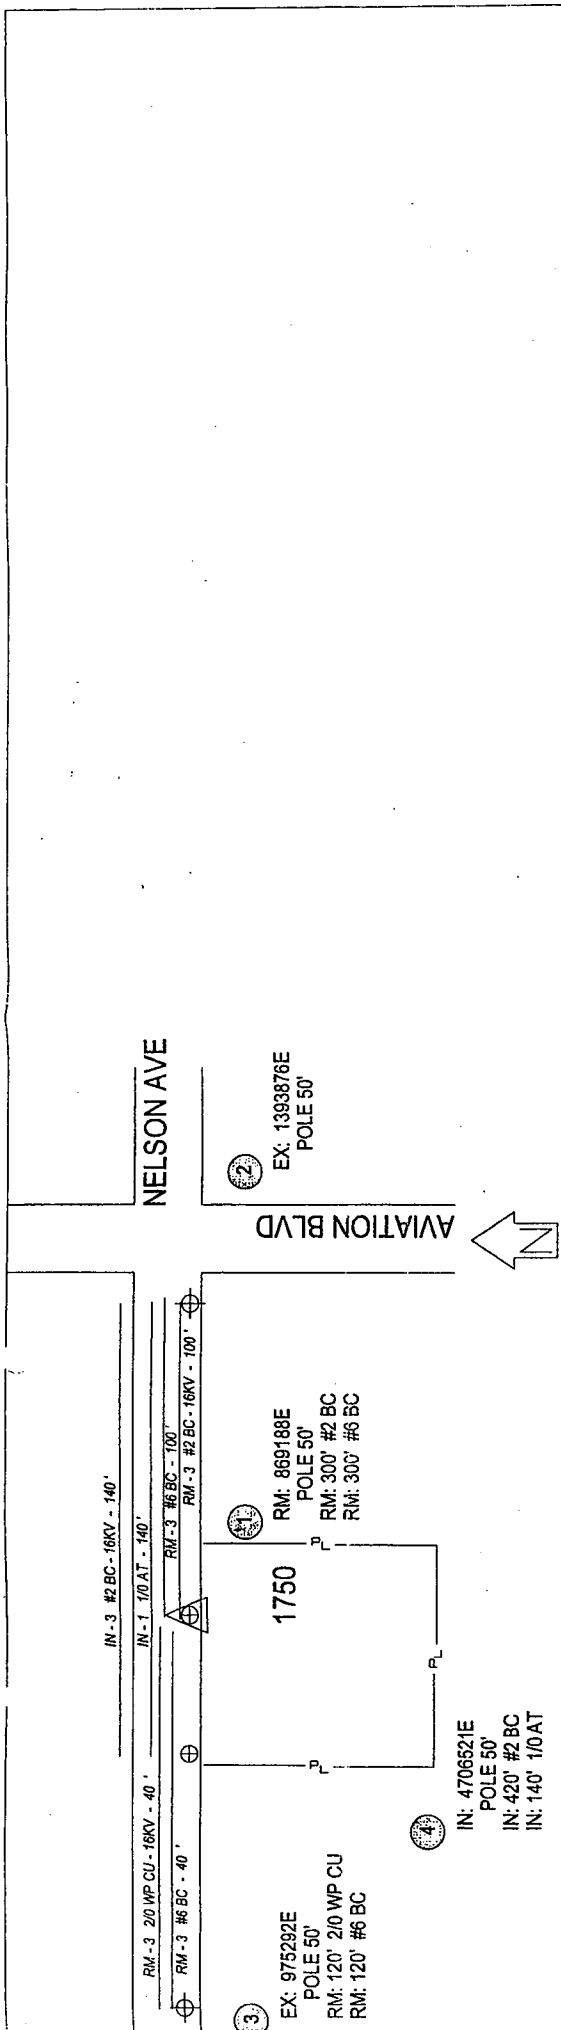 IN - 3 #2 BC - 16KV - 140'
IN - 1 1/0 AT - 140'
RM - 3 #6 BC - 100'
RM - 3 #2 BC - 16KV - 100'
RM - 3 2/0 WP CU - 16KV - 40'
RM - 3 #6 BC - 40'
NELSON AVE
AVIATION BLVD
N
2
EX: 1393876E
POLE 50'
1
RM: 869188E
POLE 50'
RM: 300' #2 BC
RM: 300' #6 BC
1750
PL
PL
PL
3
EX: 975292E
POLE 50'
RM: 120' 2/0 WP CU
RM: 120' #6 BC
4
IN: 4706521E
POLE 50'
IN: 420' #2 BC
IN: 140' 1/0 AT